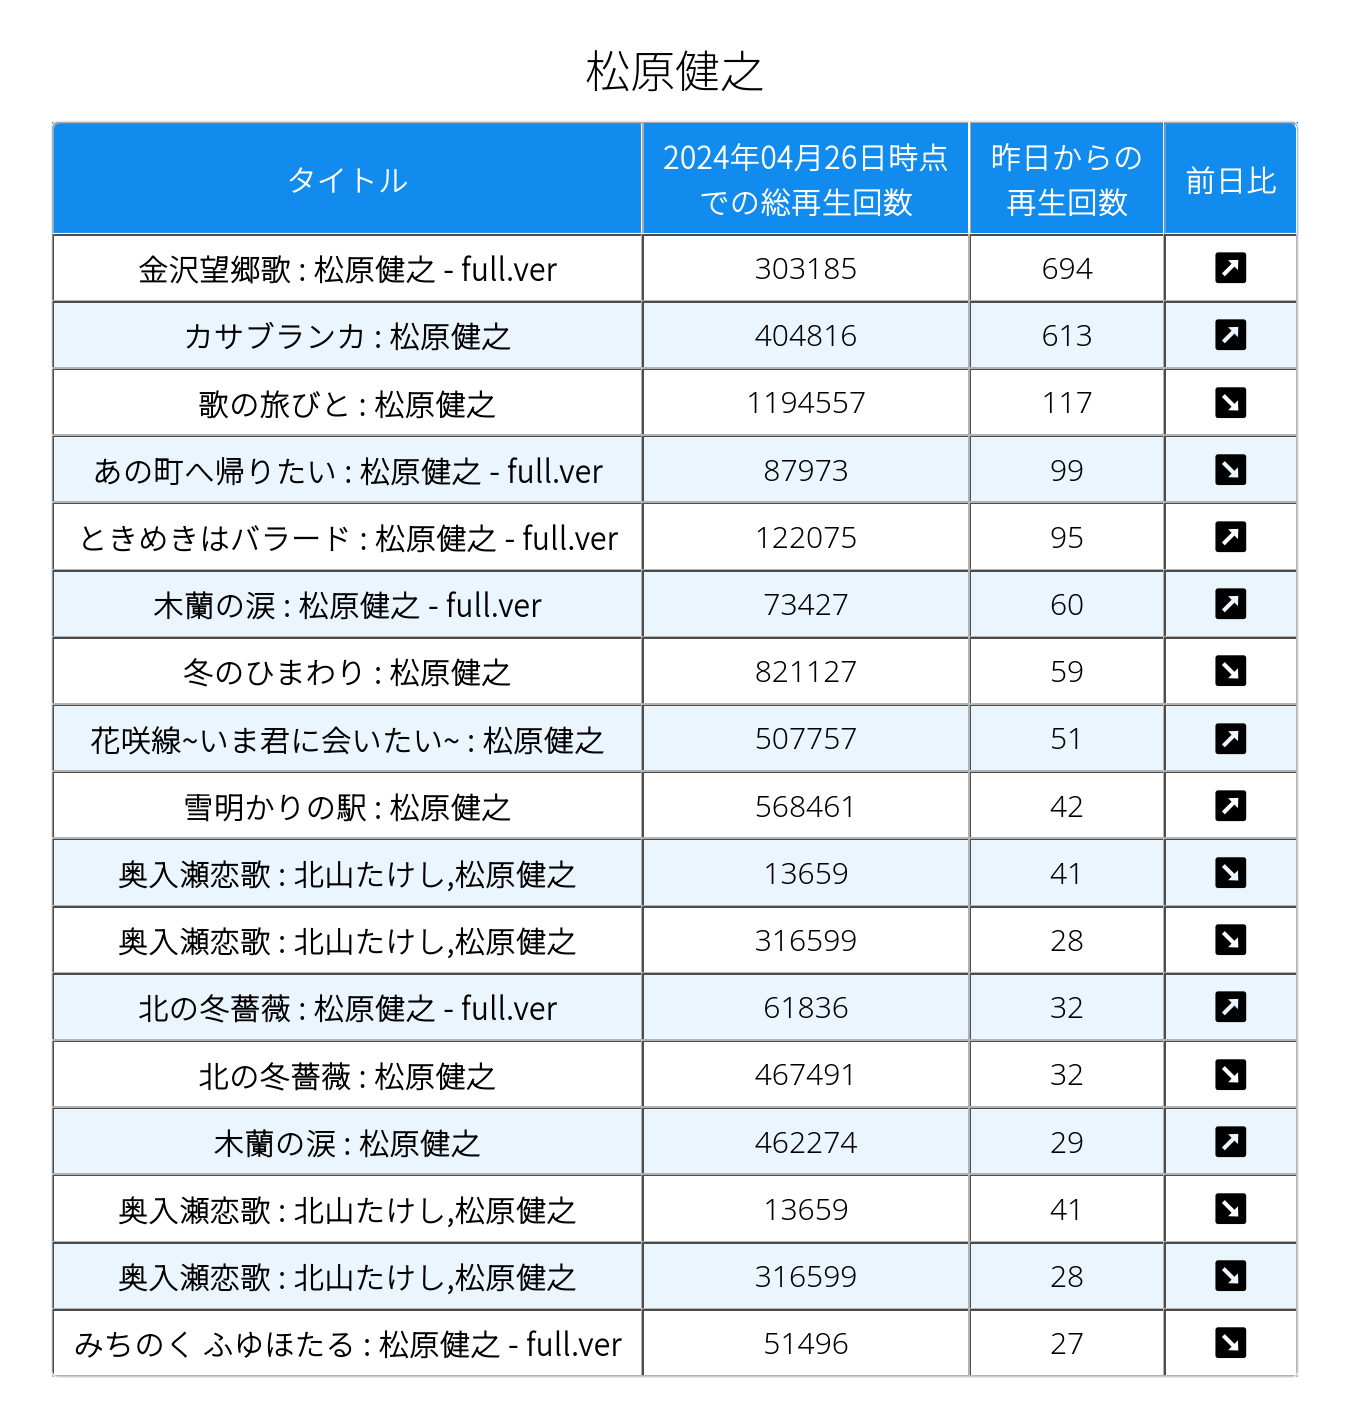 松原健之
タイトル 2024年04月26日時点 昨日からの 前日比
での総再生回数 再生回数
金沢望郷歌 : 松原健之 - full.ver 303185 694 ↗
カサブランカ : 松原健之 404816 613 ↗
歌の旅びと : 松原健之 1194557 117 ↘
あの町へ帰りたい : 松原健之 - full.ver 87973 99 ↘
ときめきはバラード : 松原健之 - full.ver 122075 95 ↗
木蘭の涙 : 松原健之 - full.ver 73427 60 ↗
冬のひまわり : 松原健之 821127 59 ↘
花咲線~いま君に会いたい~ : 松原健之 507757 51 ↗
雪明かりの駅 : 松原健之 568461 42 ↗
奥入瀬恋歌 : 北山たけし,松原健之 13659 41 ↘
奥入瀬恋歌 : 北山たけし,松原健之 316599 28 ↘
北の冬薔薇 : 松原健之 - full.ver 61836 32 ↗
北の冬薔薇 : 松原健之 467491 32 ↘
木蘭の涙 : 松原健之 462274 29 ↗
奥入瀬恋歌 : 北山たけし,松原健之 13659 41 ↘
奥入瀬恋歌 : 北山たけし,松原健之 316599 28 ↘
みちのく ふゆほたる : 松原健之 - full.ver 51496 27 ↘